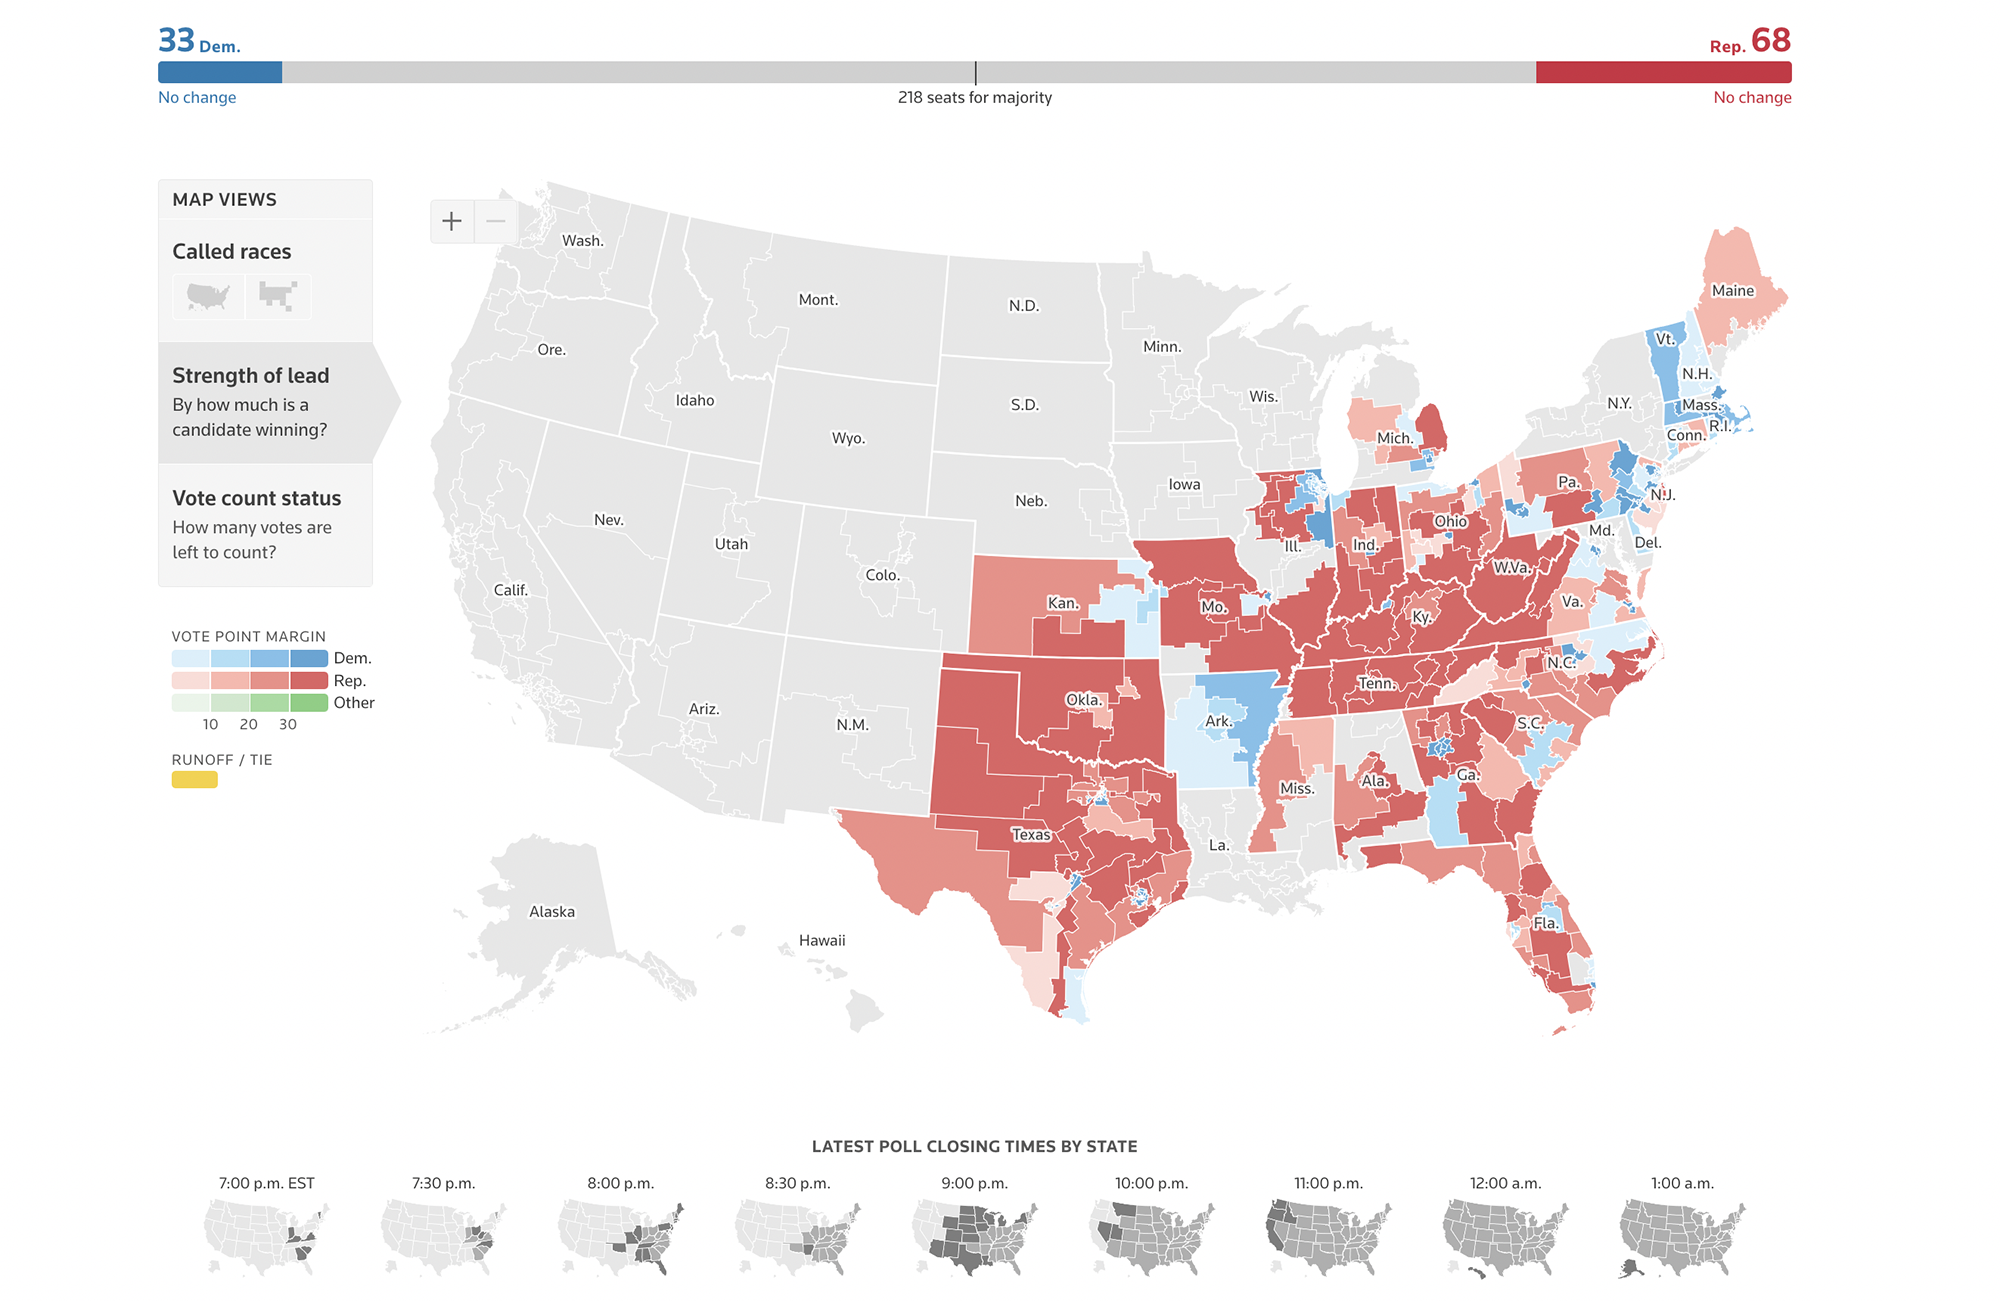 33 Dem.
Rep. 68
No change
218 seats for majority
No change
MAP VIEWS
Called races
Strength of lead
By how much is a
candidate winning?
Vote count status
How many votes are
left to count?
VOTE POINT MARGIN
Dem.
Rep.
Other
10 20 30
RUNOFF / TIE
+ −
Wash.
Mont.
N.D.
Minn.
Maine
Vt.
Ore.
Idaho
S.D.
Wis.
N.H.
N.Y.
Mass.
Wyo.
Mich.
Conn.
R.I.
Iowa
Neb.
Pa.
N.J.
Nev.
Utah
Colo.
Ill.
Ind.
Ohio
Md.
Del.
Calif.
Kan.
Mo.
W.Va.
Ky.
Va.
Ariz.
N.M.
Okla.
Ark.
Tenn.
N.C.
S.C.
Texas
Miss.
Ala.
Ga.
La.
Fla.
Alaska
Hawaii
LATEST POLL CLOSING TIMES BY STATE
7:00 p.m. EST
7:30 p.m.
8:00 p.m.
8:30 p.m.
9:00 p.m.
10:00 p.m.
11:00 p.m.
12:00 a.m.
1:00 a.m.